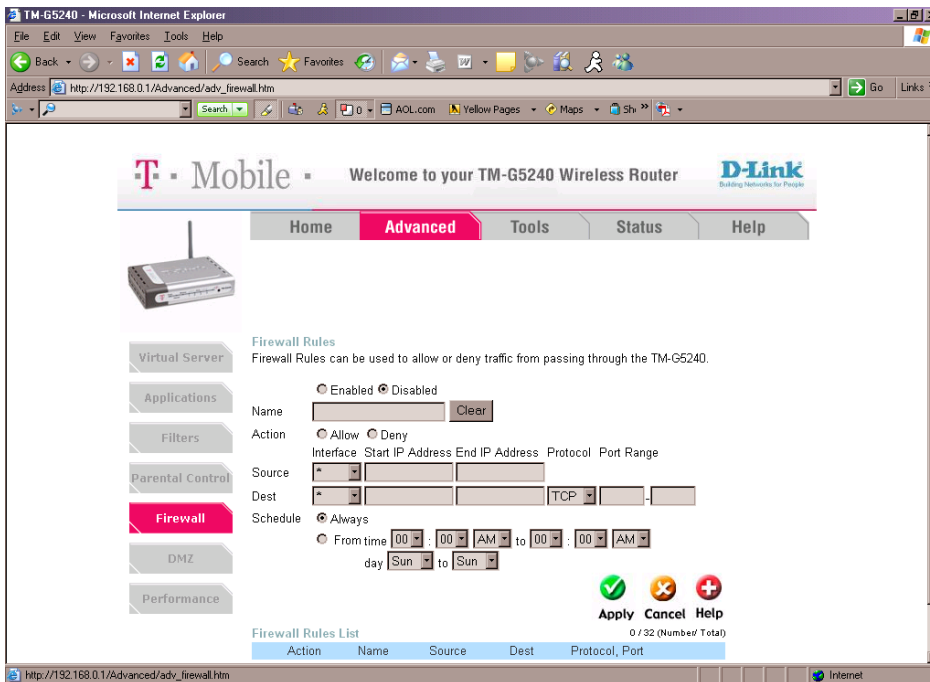 TM-G5240 - Microsoft Internet Explorer
File Edit View Favorites Tools Help
Back Search Favorites
Address http://192.168.0.1/Advanced/adv_firewall.htm Go Links
Search 0 AOL.com Yellow Pages Maps Sh »
T · Mobile · Welcome to your TM-G5240 Wireless Router D-Link
Building Networks for People
Home Advanced Tools Status Help
Virtual Server
Applications
Filters
Parental Control
Firewall
DMZ
Performance
Firewall Rules
Firewall Rules can be used to allow or deny traffic from passing through the TM-G5240.
Enabled Disabled
Name Clear
Action Allow Deny
Interface Start IP Address End IP Address Protocol Port Range
Source *
Dest * TCP -
Schedule Always
From time 00 : 00 AM to 00 : 00 AM
day Sun to Sun
Apply Cancel Help
Firewall Rules List 0 / 32 (Number/ Total)
Action Name Source Dest Protocol, Port
http://192.168.0.1/Advanced/adv_firewall.htm Internet